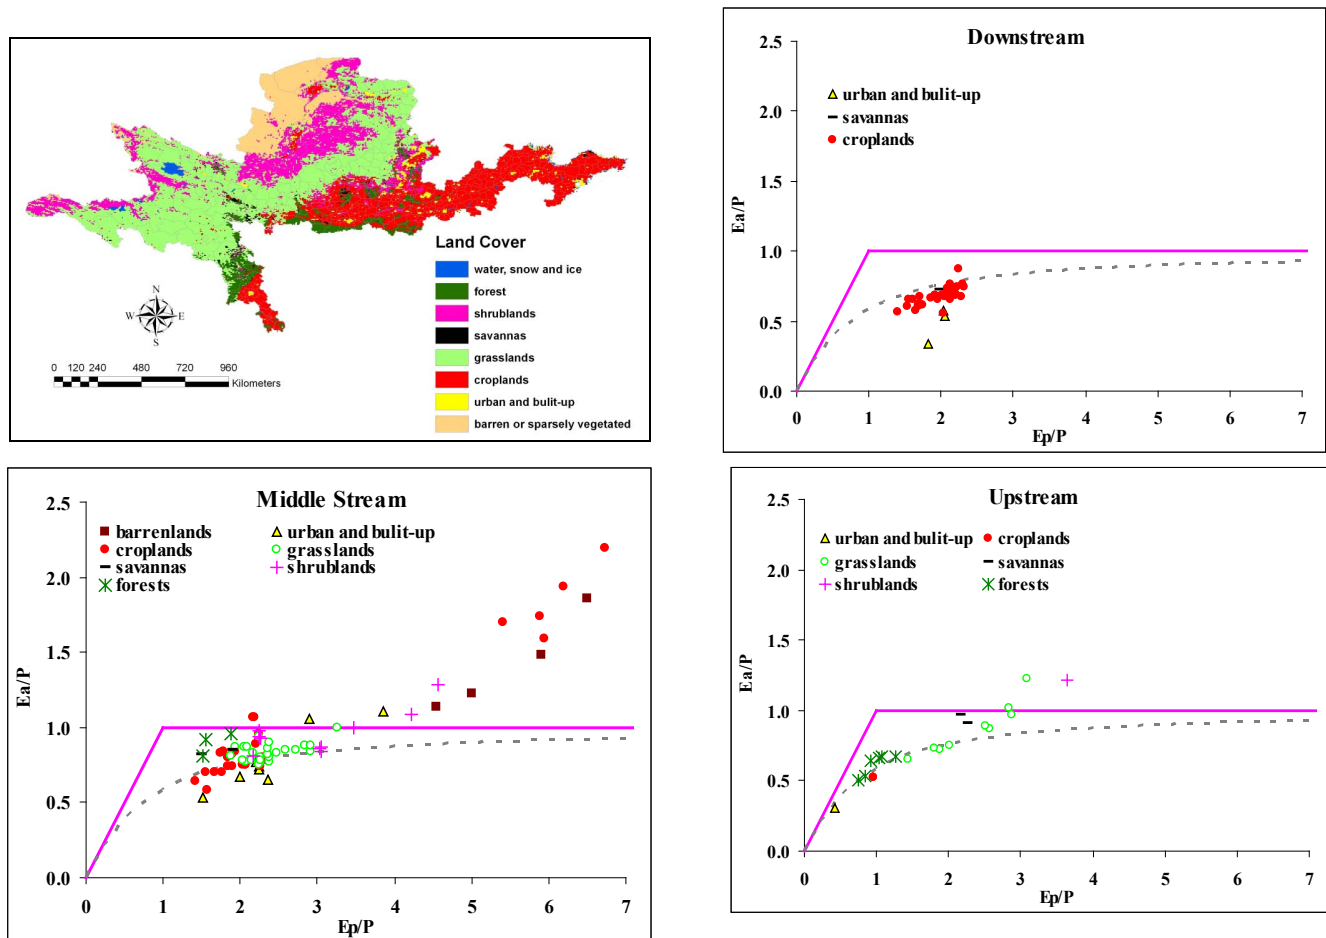 N
W E
S
0 120 240 480 720 960
Kilometers
Land Cover
water, snow and ice
forest
shrublands
savannas
grasslands
croplands
urban and bulit-up
barren or sparsely vegetated
Downstream
2.5
2.0
1.5
1.0
0.5
0.0
Ea/P
urban and bulit-up
savannas
croplands
0 1 2 3 4 5 6 7
Ep/P
Middle Stream
2.5
2.0
1.5
1.0
0.5
0.0
Ea/P
barrenlands urban and bulit-up
croplands grasslands
savannas shrublands
forests
0 1 2 3 4 5 6 7
Ep/P
Upstream
2.5
2.0
1.5
1.0
0.5
0.0
Ea/P
urban and bulit-up croplands
grasslands savannas
shrublands forests
0 1 2 3 4 5 6 7
Ep/P